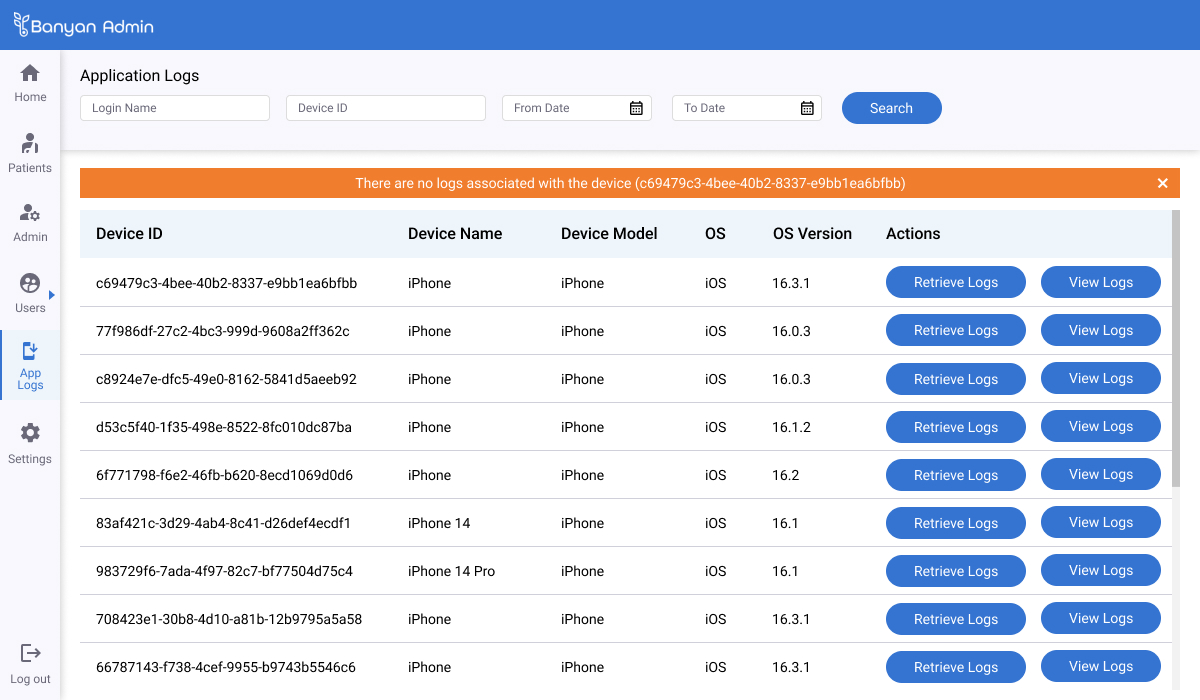 Banyan Admin
Home
Patients
Admin
Users
App
Logs
Settings
Log out
Application Logs
Login Name Device ID From Date To Date Search
There are no logs associated with the device (c69479c3-4bee-40b2-8337-e9bb1ea6bfbb)
Device ID Device Name Device Model OS OS Version Actions
c69479c3-4bee-40b2-8337-e9bb1ea6bfbb iPhone iPhone iOS 16.3.1 Retrieve Logs View Logs
77f986df-27c2-4bc3-999d-9608a2ff362c iPhone iPhone iOS 16.0.3 Retrieve Logs View Logs
c8924e7e-dfc5-49e0-8162-5841d5aeeb92 iPhone iPhone iOS 16.0.3 Retrieve Logs View Logs
d53c5f40-1f35-498e-8522-8fc010dc87ba iPhone iPhone iOS 16.1.2 Retrieve Logs View Logs
6f771798-f6e2-46fb-b620-8ecd1069d0d6 iPhone iPhone iOS 16.2 Retrieve Logs View Logs
83af421c-3d29-4ab4-8c41-d26def4ecdf1 iPhone 14 iPhone iOS 16.1 Retrieve Logs View Logs
983729f6-7ada-4f97-82c7-bf77504d75c4 iPhone 14 Pro iPhone iOS 16.1 Retrieve Logs View Logs
708423e1-30b8-4d10-a81b-12b9795a5a58 iPhone iPhone iOS 16.3.1 Retrieve Logs View Logs
66787143-f738-4cef-9955-b9743b5546c6 iPhone iPhone iOS 16.3.1 Retrieve Logs View Logs